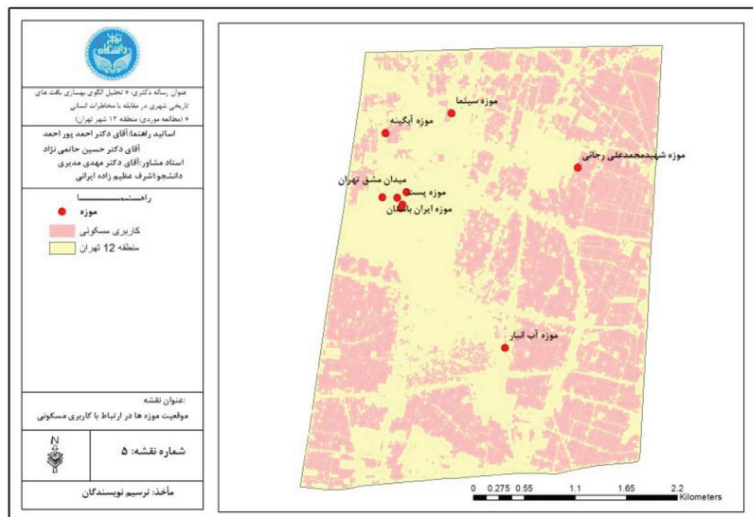 عنوان رساله دکتری: « تحلیل الگوی بهسازی بافت های
تاریخی شهری در مقابله با مخاطرات انسانی
« (مطالعه موردی: منطقه ۱۲ شهر تهران)
اساتید راهنما: آقای دکتر احمد پور احمد
آقای دکتر حسین حاتمی نژاد
استاد مشاور: آقای دکتر مهدی مدیری
دانشجو: اشرف عظیم زاده ایرانی
راهنما
موزه
کاربری مسکونی
منطقه 12 تهران
عنوان نقشه:
موقعیت موزه ها در ارتباط با کاربری مسکونی
N
شماره نقشه: ۵
مأخذ: ترسیم نویسندگان
موزه سینما
موزه آبگینه
موزه شهیدمحمدعلی رجائی
میدان مشق تهران
موزه پست
موزه ایران باستان
موزه آب انبار
0 0.275 0.55 1.1 1.65 2.2
Kilometers